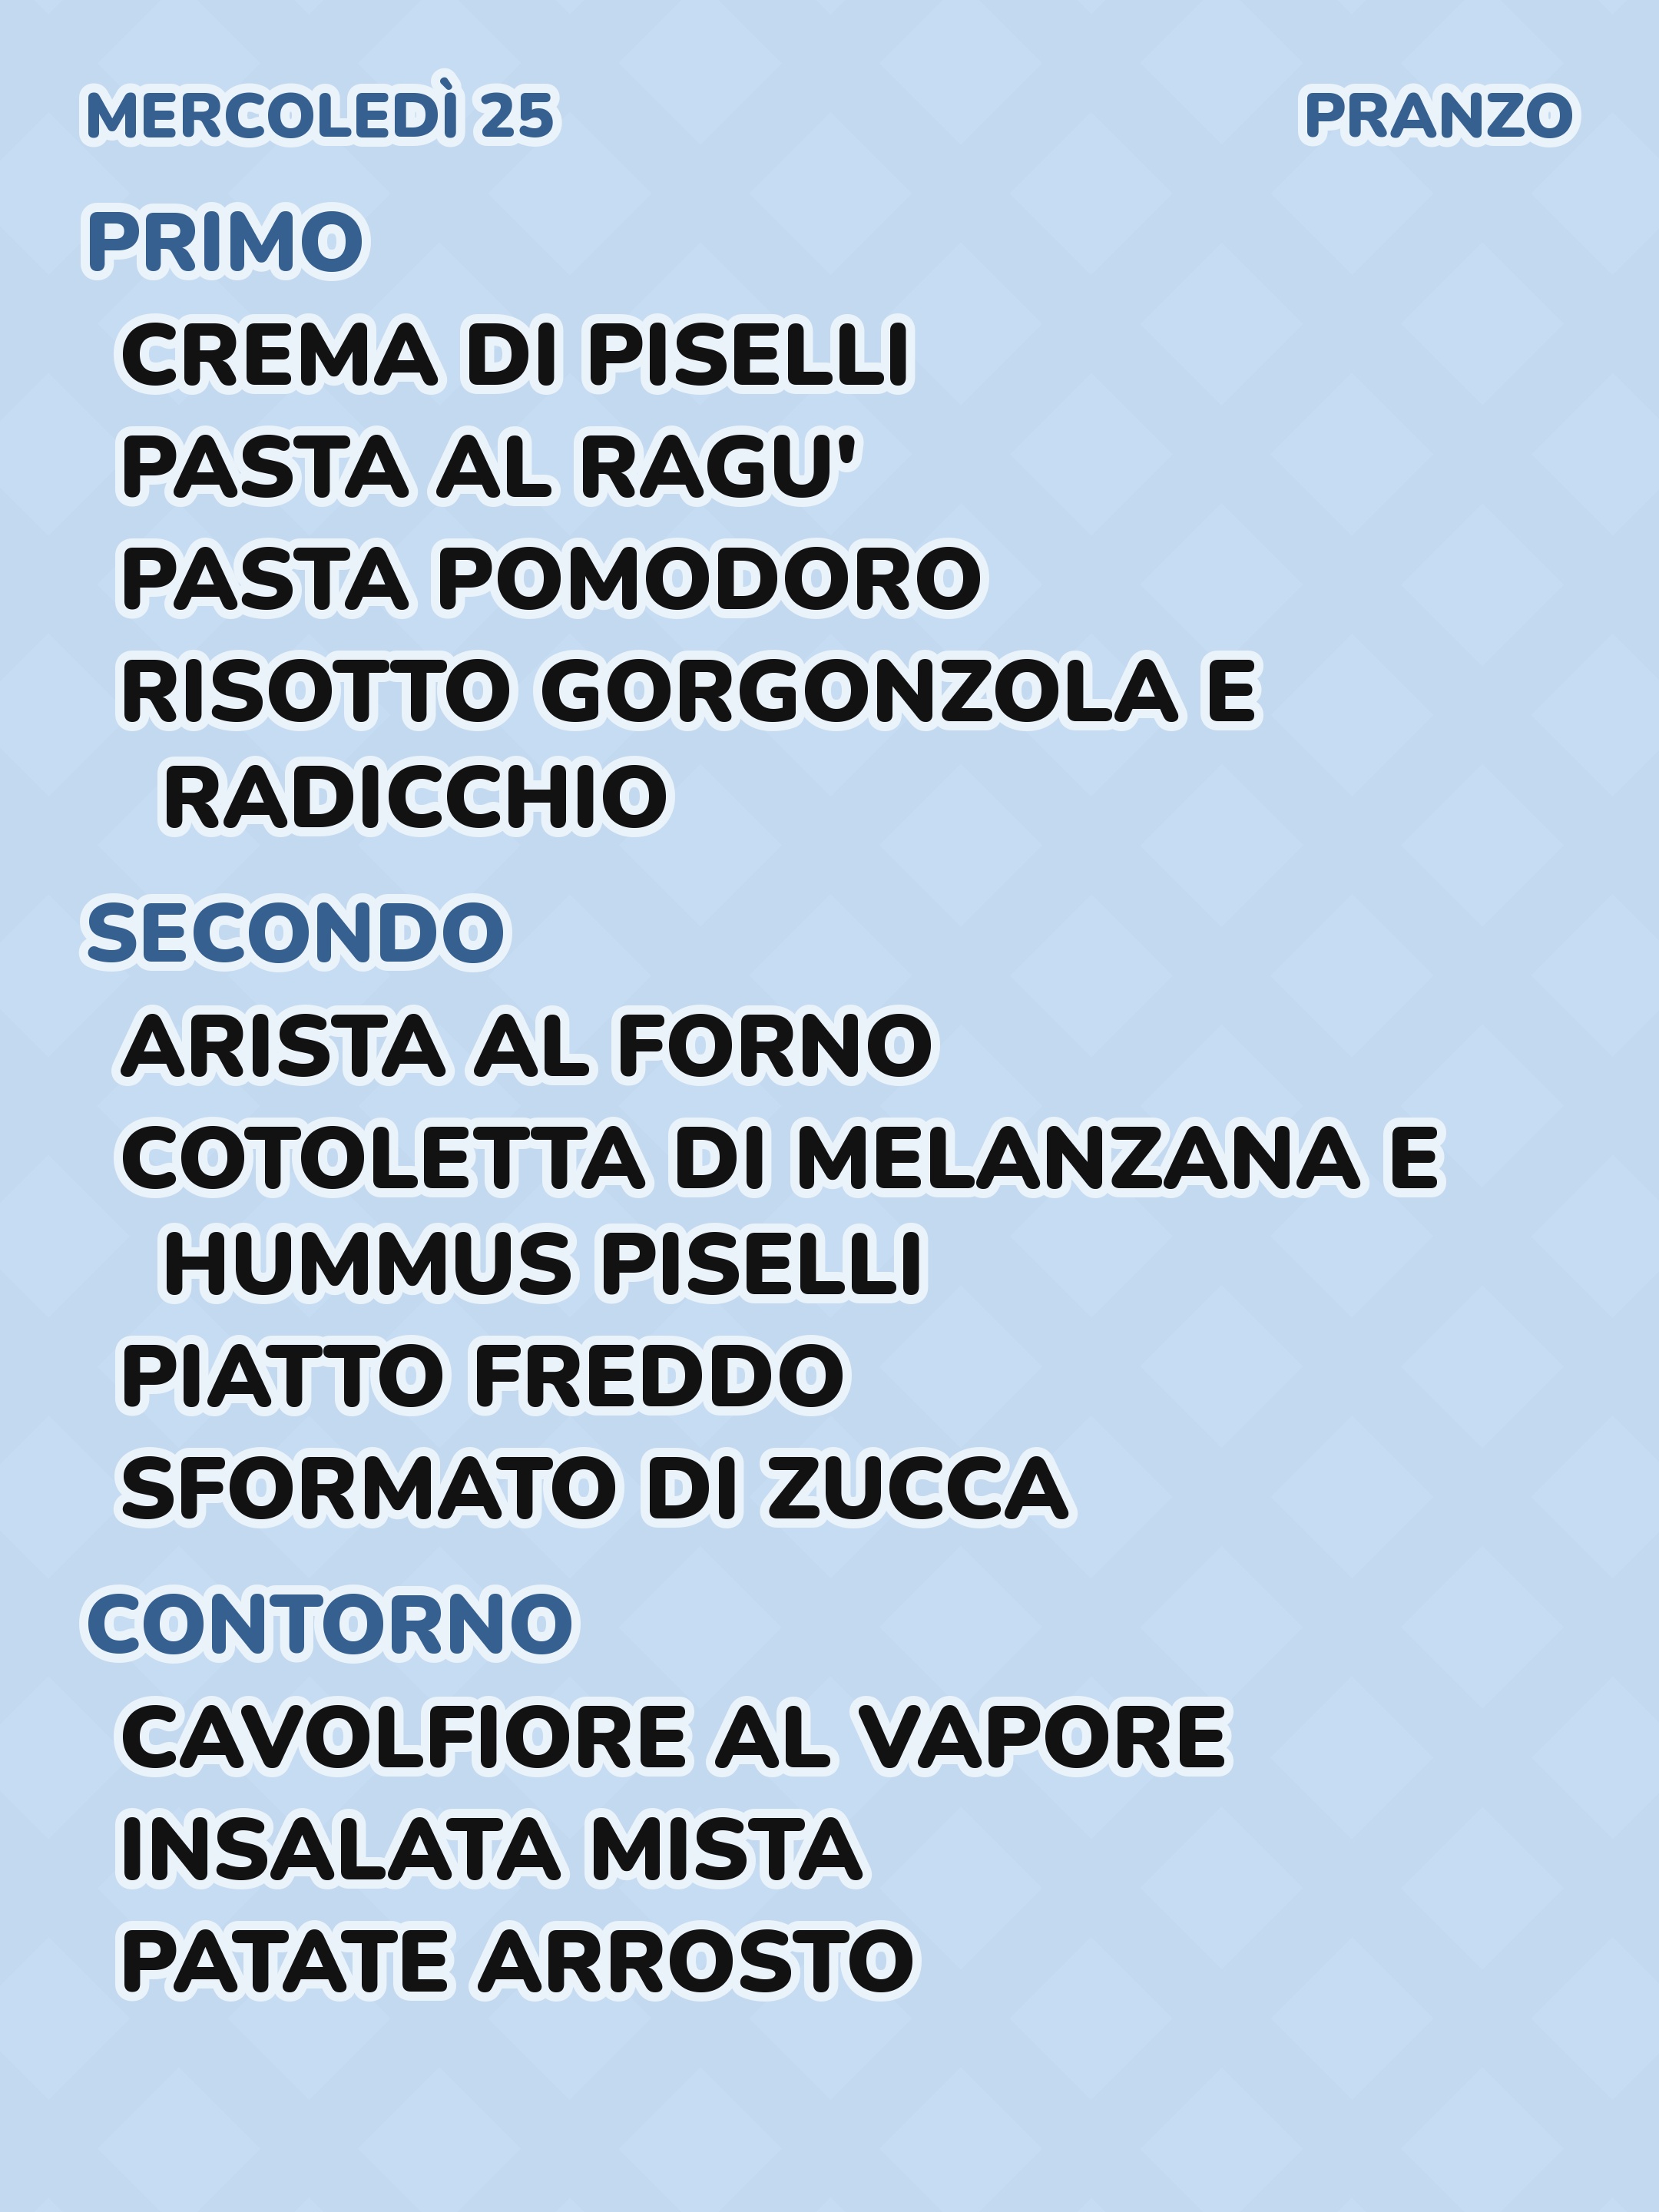 MERCOLEDÌ 25 PRANZO
PRIMO
CREMA DI PISELLI
PASTA AL RAGU'
PASTA POMODORO
RISOTTO GORGONZOLA E
RADICCHIO
SECONDO
ARISTA AL FORNO
COTOLETTA DI MELANZANA E
HUMMUS PISELLI
PIATTO FREDDO
SFORMATO DI ZUCCA
CONTORNO
CAVOLFIORE AL VAPORE
INSALATA MISTA
PATATE ARROSTO